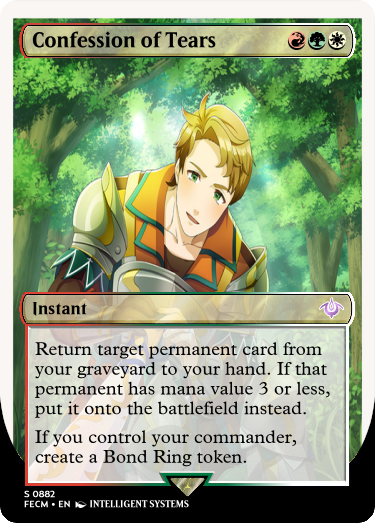 Confession of Tears
Instant
Return target permanent card from
your graveyard to your hand. If that
permanent has mana value 3 or less,
put it onto the battlefield instead.
If you control your commander,
create a Bond Ring token.
S 0882
FECM • EN INTELLIGENT SYSTEMS